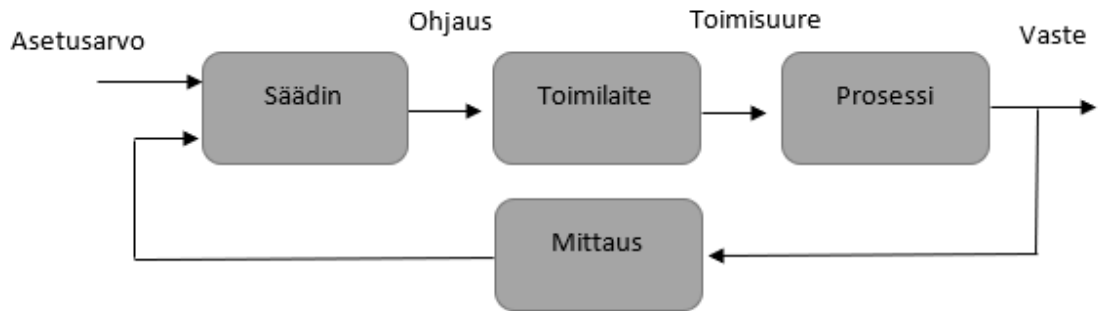 Asetusarvo
Ohjaus
Toimisuure
Vaste
Säädin
Toimilaite
Prosessi
Mittaus